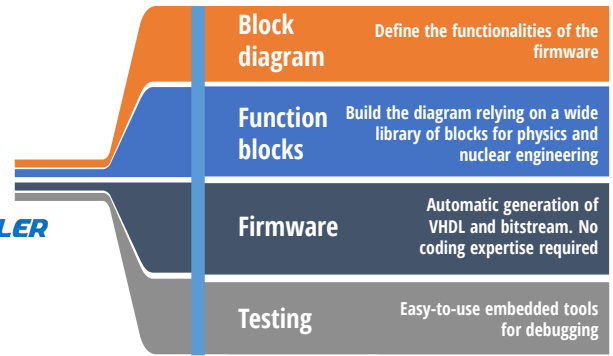 Block
diagram
Define the functionalities of the
firmware
Function
blocks
Build the diagram relying on a wide
library of blocks for physics and
nuclear engineering
LER
Firmware
Automatic generation of
VHDL and bitstream. No
coding expertise required
Testing
Easy-to-use embedded tools
for debugging